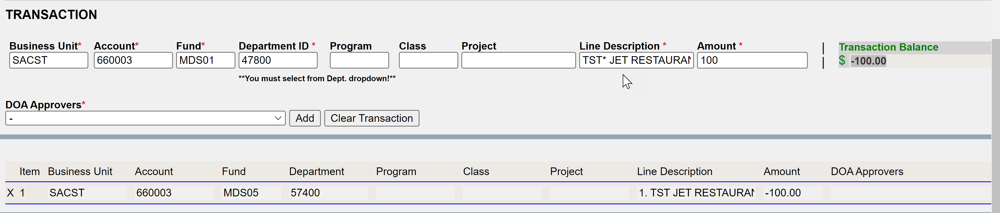 TRANSACTION
Business Unit* Account* Fund* Department ID * Program Class Project Line Description * Amount * | Transaction Balance
SACST 660003 MDS01 47800 TST* JET RESTAURAN 100 | $ -100.00
**You must select from Dept. dropdown!**
DOA Approvers*
- Add Clear Transaction
Item Business Unit Account Fund Department Program Class Project Line Description Amount DOA Approvers
X 1 SACST 660003 MDS05 57400 1. TST JET RESTAURAN -100.00